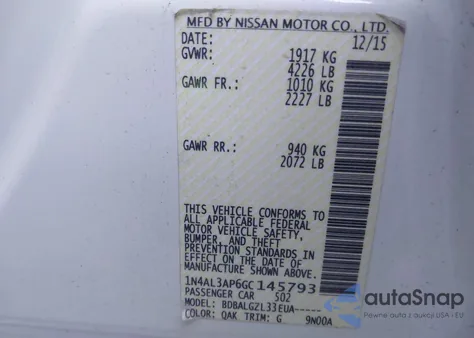 MFD BY NISSAN MOTOR CO., LTD.
DATE: 12/15
GVWR: 1917 KG
4226 LB
GAWR FR.: 1010 KG
2227 LB
GAWR RR.: 940 KG
2072 LB
THIS VEHICLE CONFORMS TO
ALL APPLICABLE FEDERAL
MOTOR VEHICLE SAFETY,
BUMPER, AND THEFT
PREVENTION STANDARDS IN
EFFECT ON THE DATE OF
MANUFACTURE SHOWN ABOVE.
1N4AL3AP6GC145793
PASSENGER CAR 502
MODEL: BDBALGZL33EUA-----
COLOR: QAK TRIM: G 9N00A
autoSnap